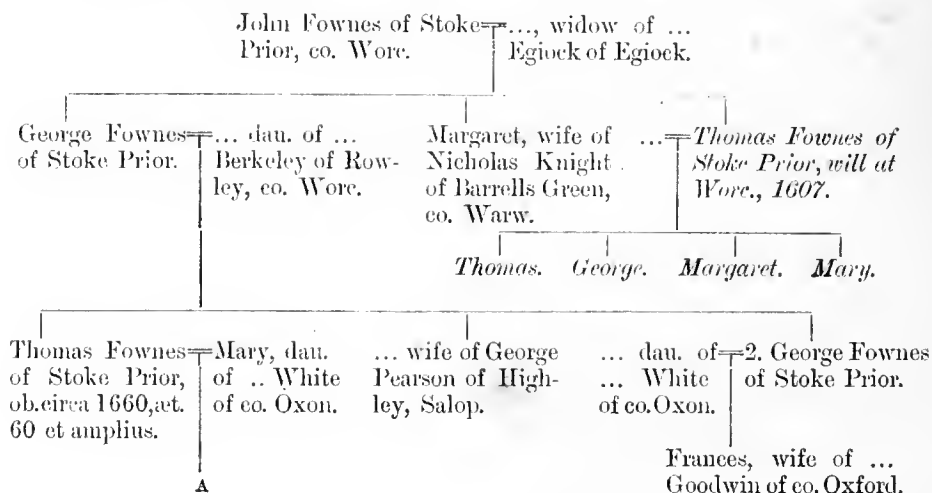 John Fownes of Stoke
Prior, co. Worc.
..., widow of ...
Egiock of Egiock.
George Fownes
of Stoke Prior.
... dau. of ...
Berkeley of Row-
ley, co. Worc.
Margaret, wife of
Nicholas Knight
of Barrells Green,
co. Warw.
...
Thomas Fownes of
Stoke Prior, will at
Worc., 1607.
Thomas. George. Margaret. Mary.
Thomas Fownes
of Stoke Prior,
ob. circa 1660, æt.
60 et amplius.
Mary, dau.
of .. White
of co. Oxon.
... wife of George
Pearson of High-
ley, Salop.
... dau. of
... White
of co. Oxon.
2. George Fownes
of Stoke Prior.
Frances, wife of ...
Goodwin of co. Oxford.
A